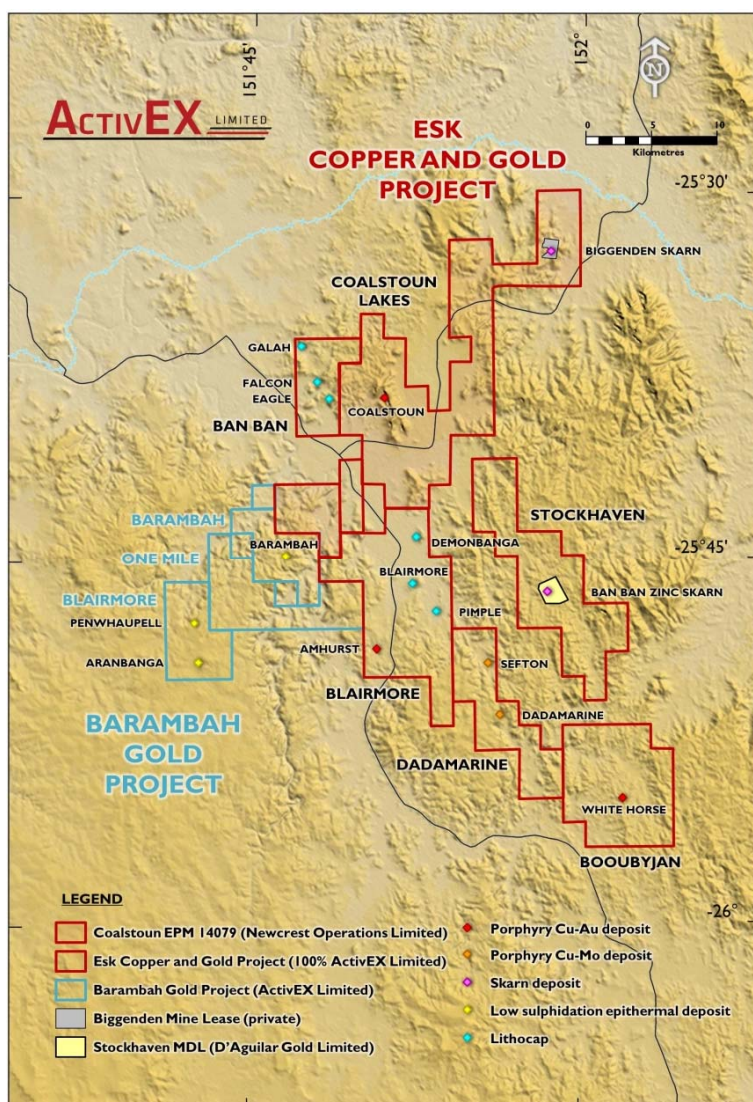 ACTIVEX
LIMITED
151°45'
152°
N
0 5 10
Kilometres
ESK
COPPER AND GOLD
PROJECT
-25°30'
BIGGENDEN SKARN
COALSTOUN
LAKES
GALAH
FALCON
EAGLE
COALSTOUN
BAN BAN
STOCKHAVEN
BARAMBAH
DEMONBANGA
ONE MILE
BARAMBAH
-25°45'
BLAIRMORE
BLAIRMORE
BAN BAN ZINC SKARN
PENWHAUPELL
PIMPLE
ARANBANGA
AMHURST
SEFTON
BLAIRMORE
BARAMBAH
GOLD
PROJECT
DADAMARINE
DADAMARINE
WHITE HORSE
BOOUBYJAN
LEGEND
Coalstoun EPM 14079 (Newcrest Operations Limited)
Esk Copper and Gold Project (100% ActivEX Limited)
Barambah Gold Project (ActivEX Limited)
Biggenden Mine Lease (private)
Stockhaven MDL (D'Aguilar Gold Limited)
-26°
Porphyry Cu-Au deposit
Porphyry Cu-Mo deposit
Skarn deposit
Low sulphidation epithermal deposit
Lithocap